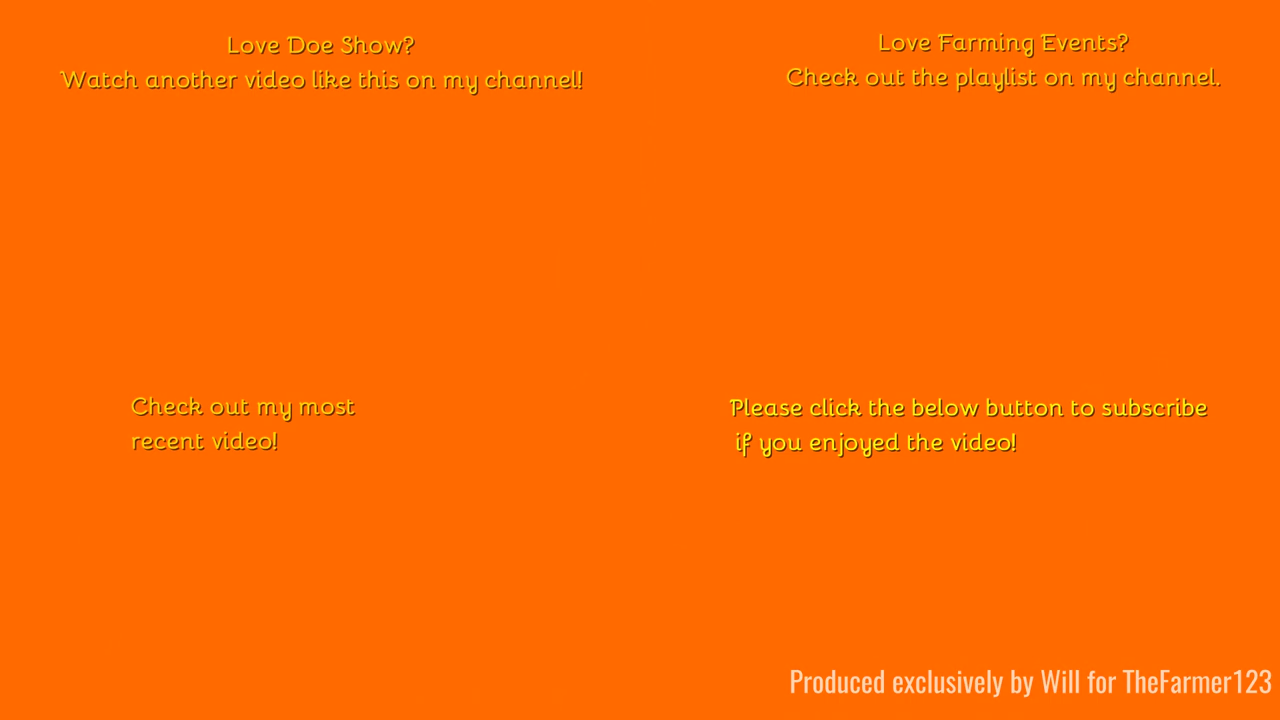 Love Doe Show?
Watch another video like this on my channel!
Love Farming Events?
Check out the playlist on my channel.
Check out my most
recent video!
Please click the below button to subscribe
if you enjoyed the video!
Produced exclusively by Will for TheFarmer123